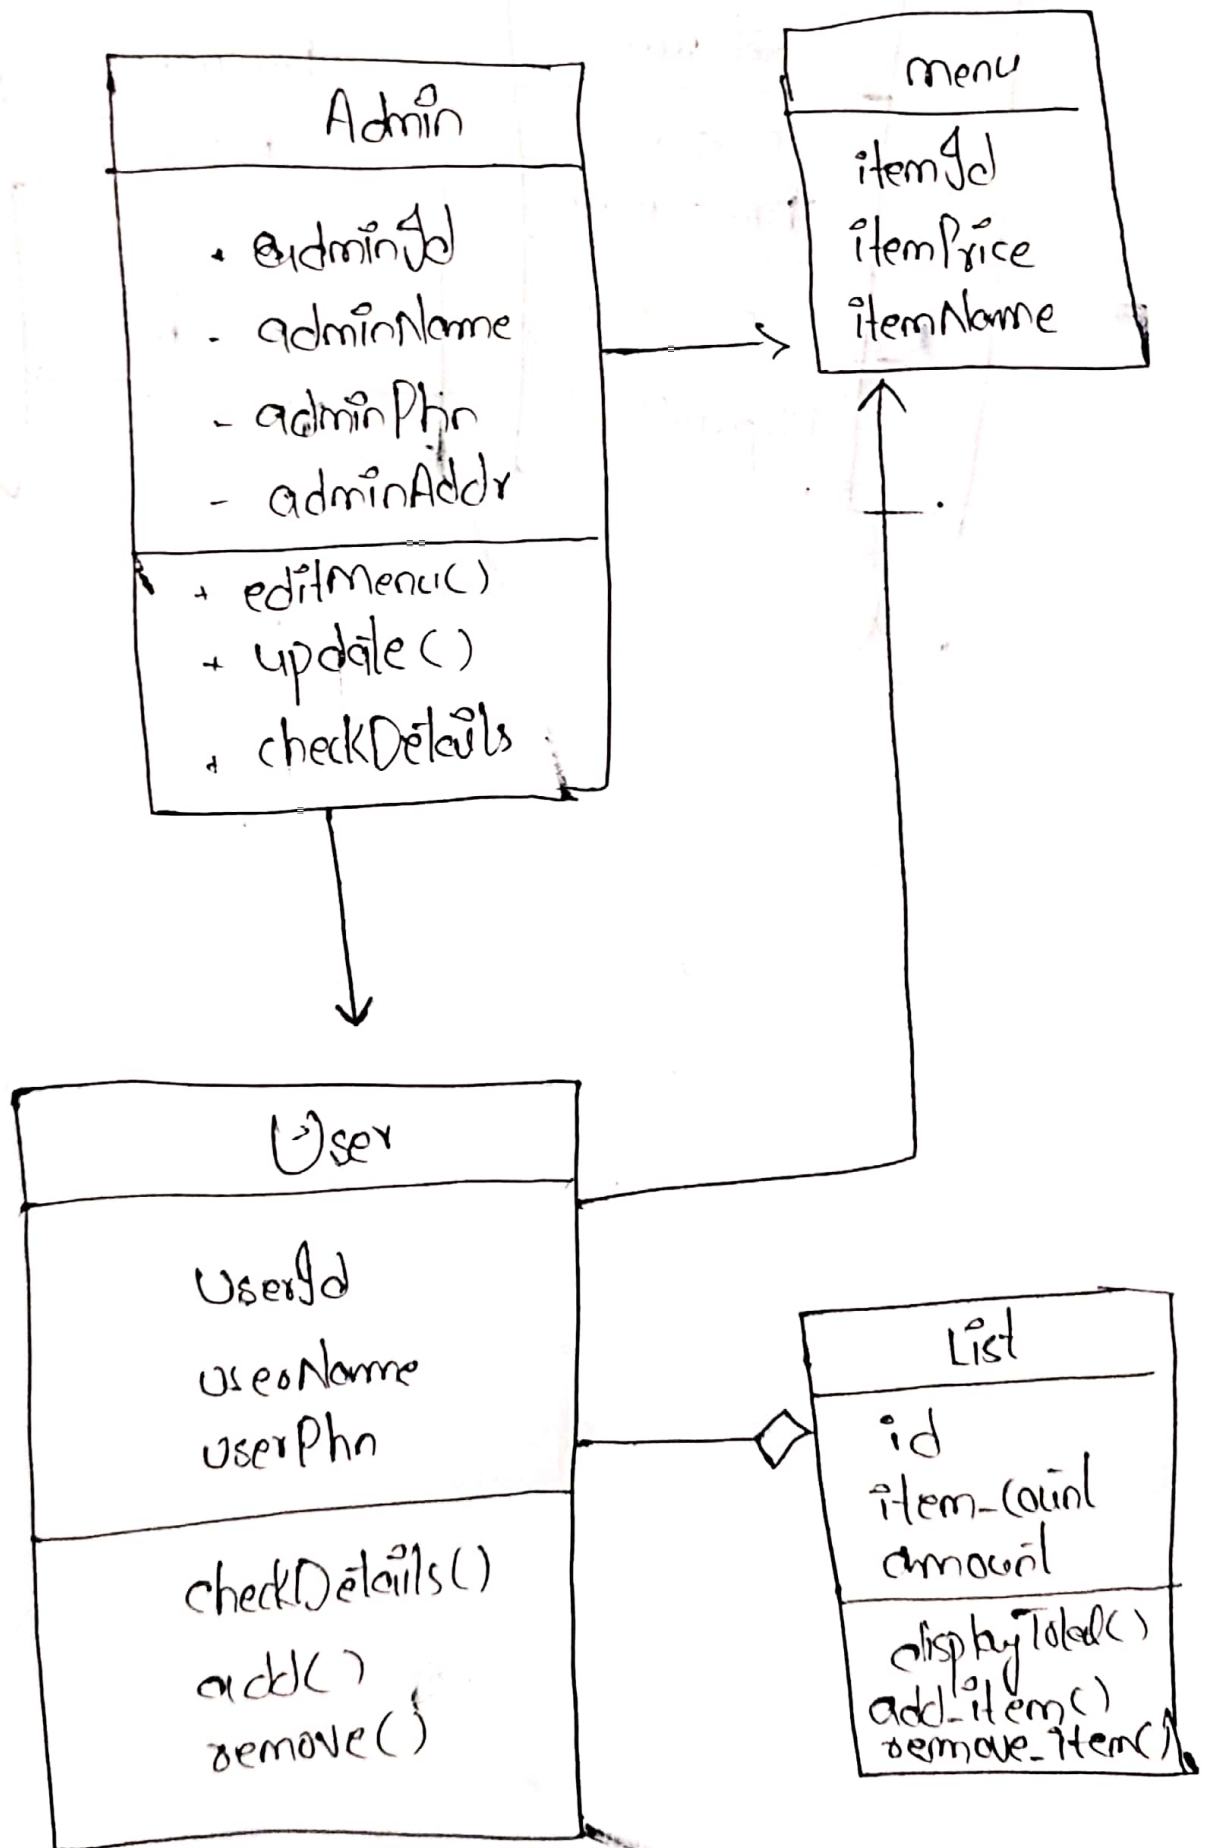 Admin
+ adminId
- adminName
- adminPhn
- adminAddr
+ editMenu()
+ update()
+ checkDetails
menu
itemId
itemPrice
itemName
User
UserId
userName
userPhn
checkDetails()
add()
remove()
List
id
item_count
amount
displayTotal()
add_item()
remove_item()